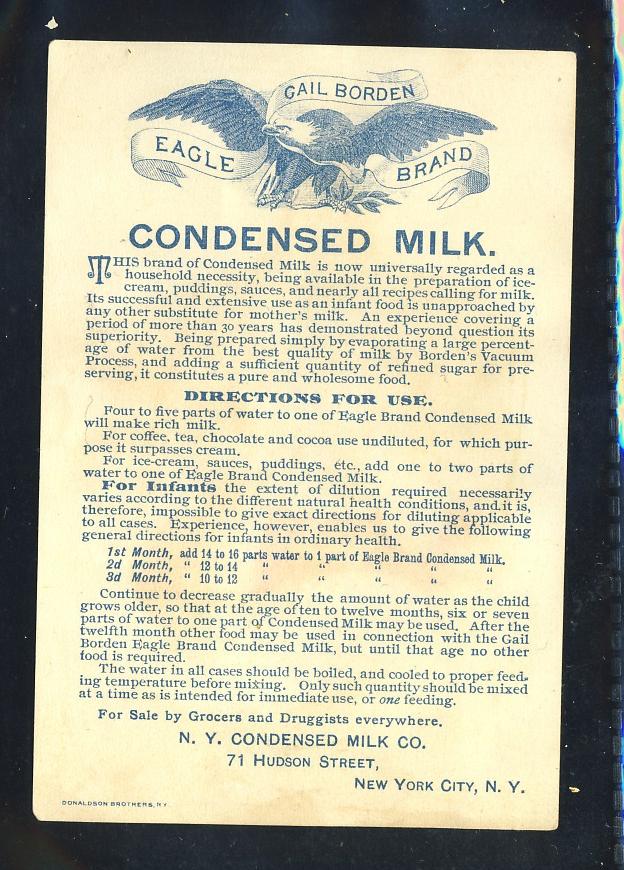 GAIL BORDEN
EAGLE BRAND
CONDENSED MILK.
THIS brand of Condensed Milk is now universally regarded as a
household necessity, being available in the preparation of ice-
cream, puddings, sauces, and nearly all recipes calling for milk.
Its successful and extensive use as an infant food is unapproached by
any other substitute for mother's milk. An experience covering a
period of more than 30 years has demonstrated beyond question its
superiority. Being prepared simply by evaporating a large percent-
age of water from the best quality of milk by Borden's Vacuum
Process, and adding a sufficient quantity of refined sugar for pre-
serving, it constitutes a pure and wholesome food.
DIRECTIONS FOR USE.
Four to five parts of water to one of Eagle Brand Condensed Milk
will make rich milk.
For coffee, tea, chocolate and cocoa use undiluted, for which pur-
pose it surpasses cream.
For ice-cream, sauces, puddings, etc., add one to two parts of
water to one of Eagle Brand Condensed Milk.
For Infants the extent of dilution required necessarily
varies according to the different natural health conditions, and it is,
therefore, impossible to give exact directions for diluting applicable
to all cases. Experience, however, enables us to give the following
general directions for infants in ordinary health.
1st Month, add 14 to 16 parts water to 1 part of Eagle Brand Condensed Milk.
2d Month, " 12 to 14 " " " " "
3d Month, " 10 to 12 " " " " "
Continue to decrease gradually the amount of water as the child
grows older, so that at the age of ten to twelve months, six or seven
parts of water to one part of Condensed Milk may be used. After the
twelfth month other food may be used in connection with the Gail
Borden Eagle Brand Condensed Milk, but until that age no other
food is required.
The water in all cases should be boiled, and cooled to proper feed-
ing temperature before mixing. Only such quantity should be mixed
at a time as is intended for immediate use, or one feeding.
For Sale by Grocers and Druggists everywhere.
N. Y. CONDENSED MILK CO.
71 HUDSON STREET,
NEW YORK CITY, N. Y.
DONALDSON BROTHERS, N.Y.